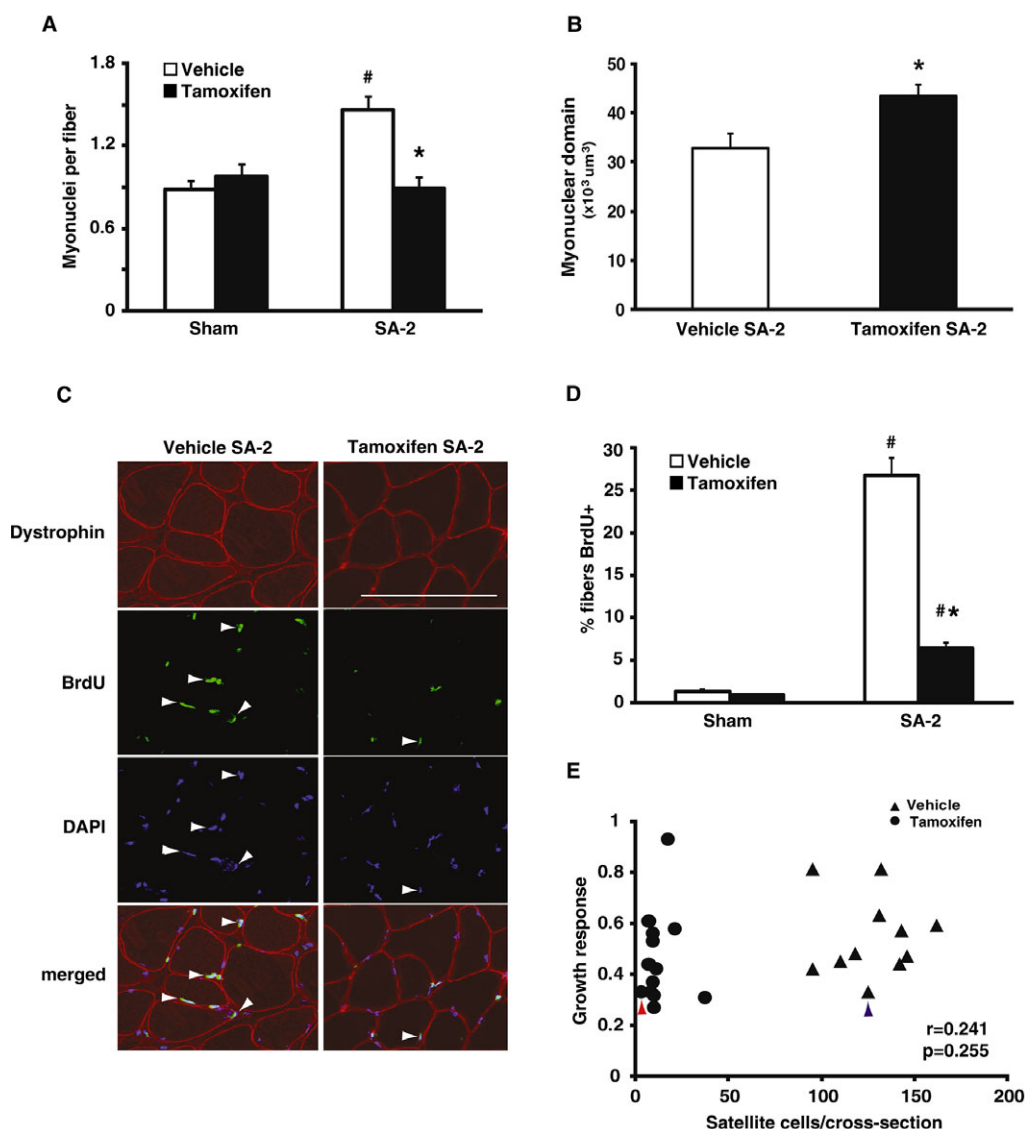 A
1.8
1.2
0.6
0
Myonuclei per fiber
Vehicle
Tamoxifen
#
*
Sham
SA-2
B
50
40
30
20
10
0
Myonuclear domain
(x10³ um³)
*
Vehicle SA-2
Tamoxifen SA-2
C
Vehicle SA-2
Tamoxifen SA-2
Dystrophin
BrdU
DAPI
merged
D
30
25
20
15
10
5
0
% fibers BrdU+
Vehicle
Tamoxifen
#
#*
Sham
SA-2
E
Vehicle
Tamoxifen
1
0.8
0.6
0.4
0.2
0
Growth response
r=0.241
p=0.255
0
50
100
150
200
Satellite cells/cross-section